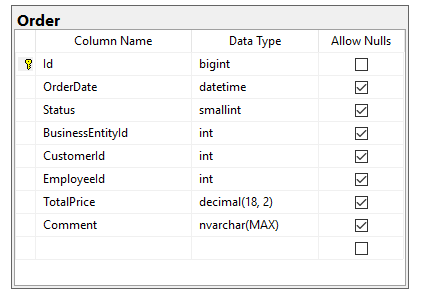 Order
Column Name Data Type Allow Nulls
Id bigint
OrderDate datetime
Status smallint
BusinessEntityId int
CustomerId int
EmployeeId int
TotalPrice decimal(18, 2)
Comment nvarchar(MAX)